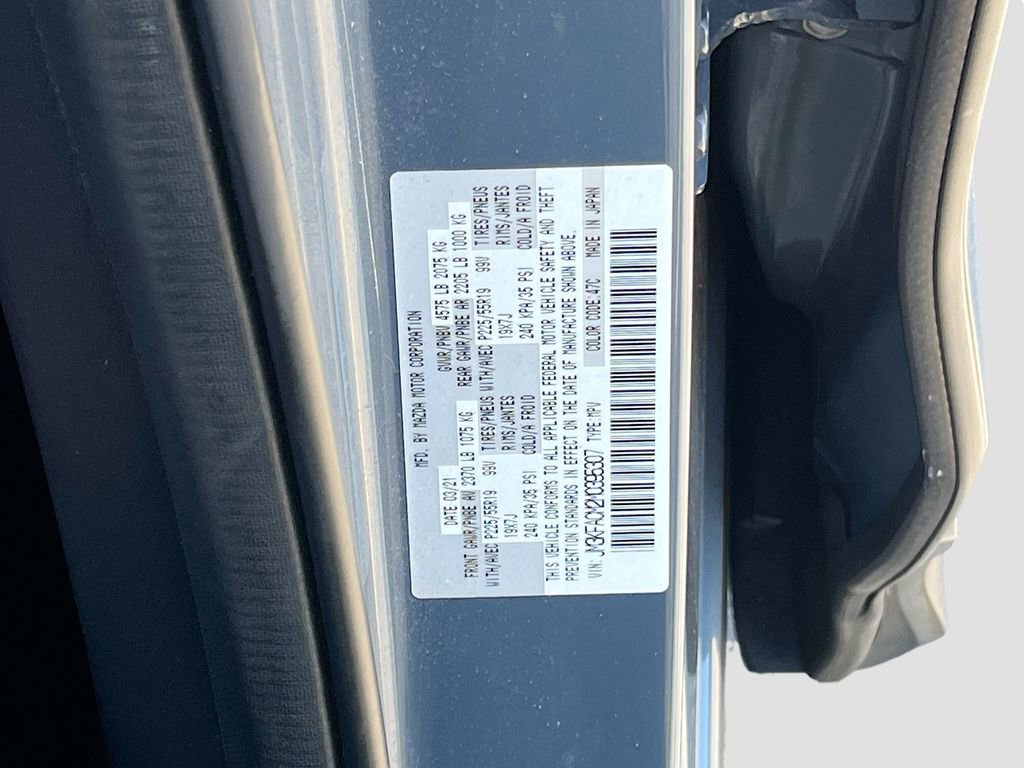 MFD. BY MAZDA MOTOR CORPORATION
DATE 03/21 GVWR/PNBV 4575 LB 2075 KG
FRONT GAWR/PNBE AV 2370 LB 1075 KG REAR GAWR/PNBE AR 2205 LB 1000 KG
WITH/AVEC P225/55R19 99V TIRES/PNEUS WITH/AVEC P225/55R19 99V TIRES/PNEUS
19X7J RIMS/JANTES 19X7J RIMS/JANTES
240 KPA/35 PSI COLD/A FROID 240 KPA/35 PSI COLD/A FROID
THIS VEHICLE CONFORMS TO ALL APPLICABLE FEDERAL MOTOR VEHICLE SAFETY AND THEFT
PREVENTION STANDARDS IN EFFECT ON THE DATE OF MANUFACTURE SHOWN ABOVE.
VIN: JM3KFACM2M0395307 TYPE MPV COLOR CODE:47C MADE IN JAPAN